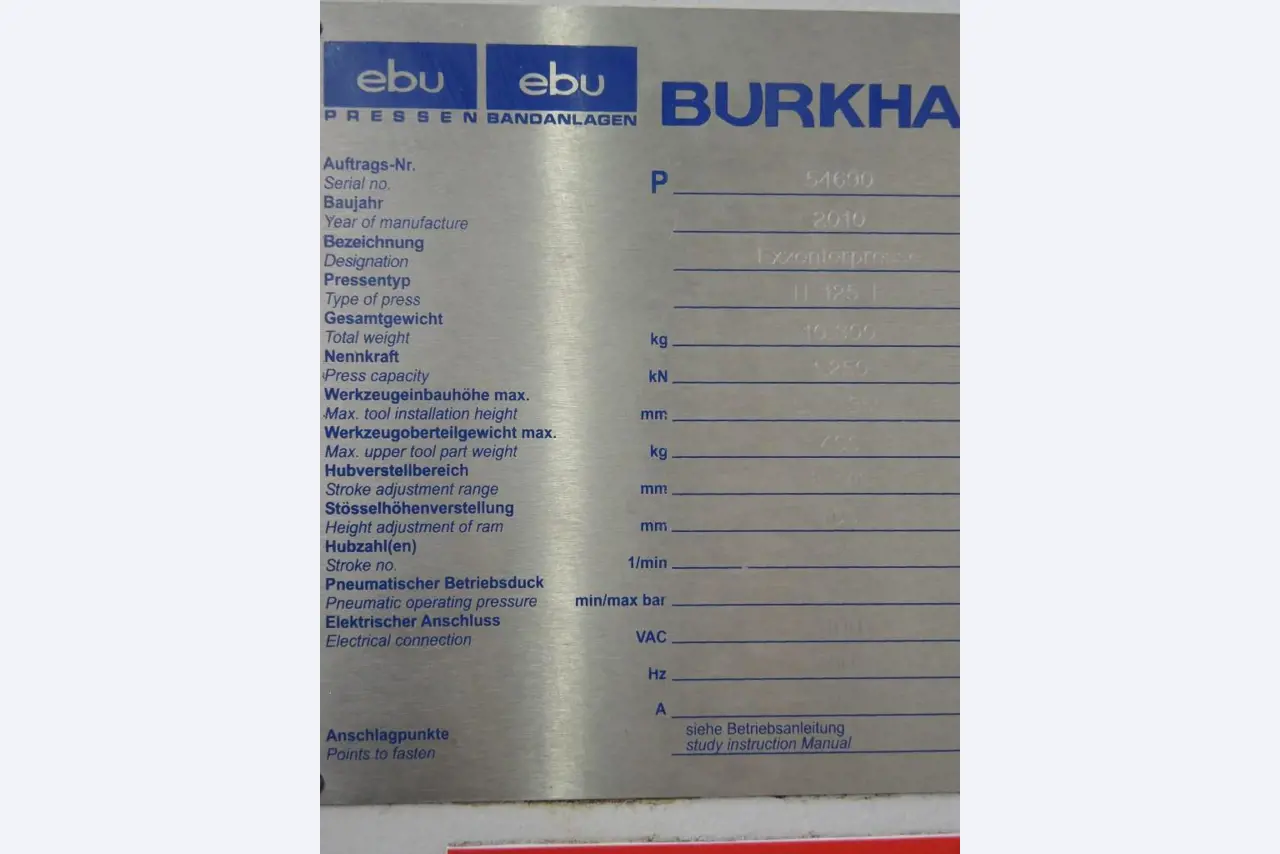 ebu ebu BURKHA
PRESSEN BANDANLAGEN
Auftrags-Nr.
Serial no. P 54690
Baujahr
Year of manufacture 2010
Bezeichnung
Designation Exzenterpresse
Pressentyp
Type of press 125
Gesamtgewicht
Total weight kg
Nennkraft
Press capacity kN 1.250
Werkzeugeinbauhöhe max.
Max. tool installation height mm
Werkzeugoberteilgewicht max.
Max. upper tool part weight kg
Hubverstellbereich
Stroke adjustment range mm
Stösselhöhenverstellung
Height adjustment of ram mm
Hubzahl(en)
Stroke no. 1/min
Pneumatischer Betriebsduck
Pneumatic operating pressure min/max bar
Elektrischer Anschluss
Electrical connection VAC
Hz
A
Anschlagpunkte siehe Betriebsanleitung
Points to fasten study instruction Manual